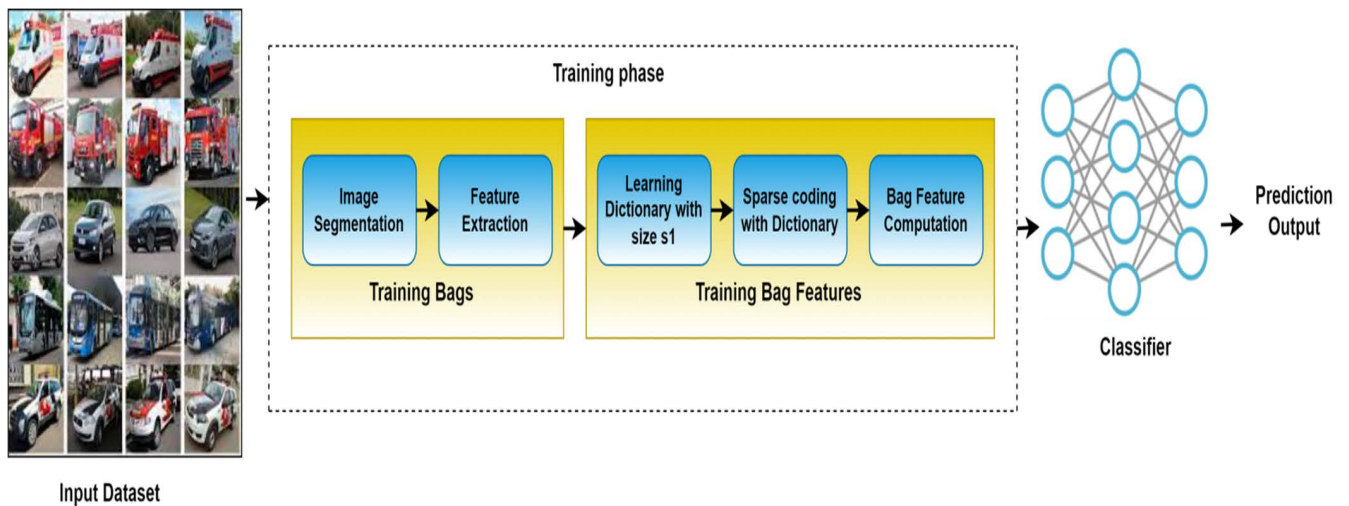 Training phase
Image
Segmentation
Feature
Extraction
Training Bags
Learning
Dictionary with
size s1
Sparse coding
with Dictionary
Bag Feature
Computation
Training Bag Features
Classifier
Prediction
Output
Input Dataset